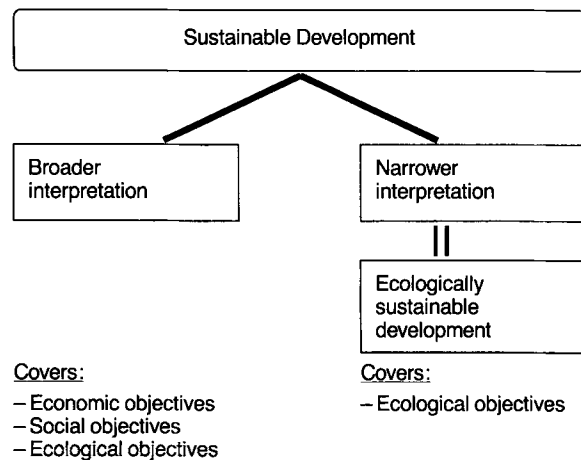 Sustainable Development
Broader
interpretation
Narrower
interpretation
Ecologically
sustainable
development
Covers:
– Economic objectives
– Social objectives
– Ecological objectives
Covers:
– Ecological objectives